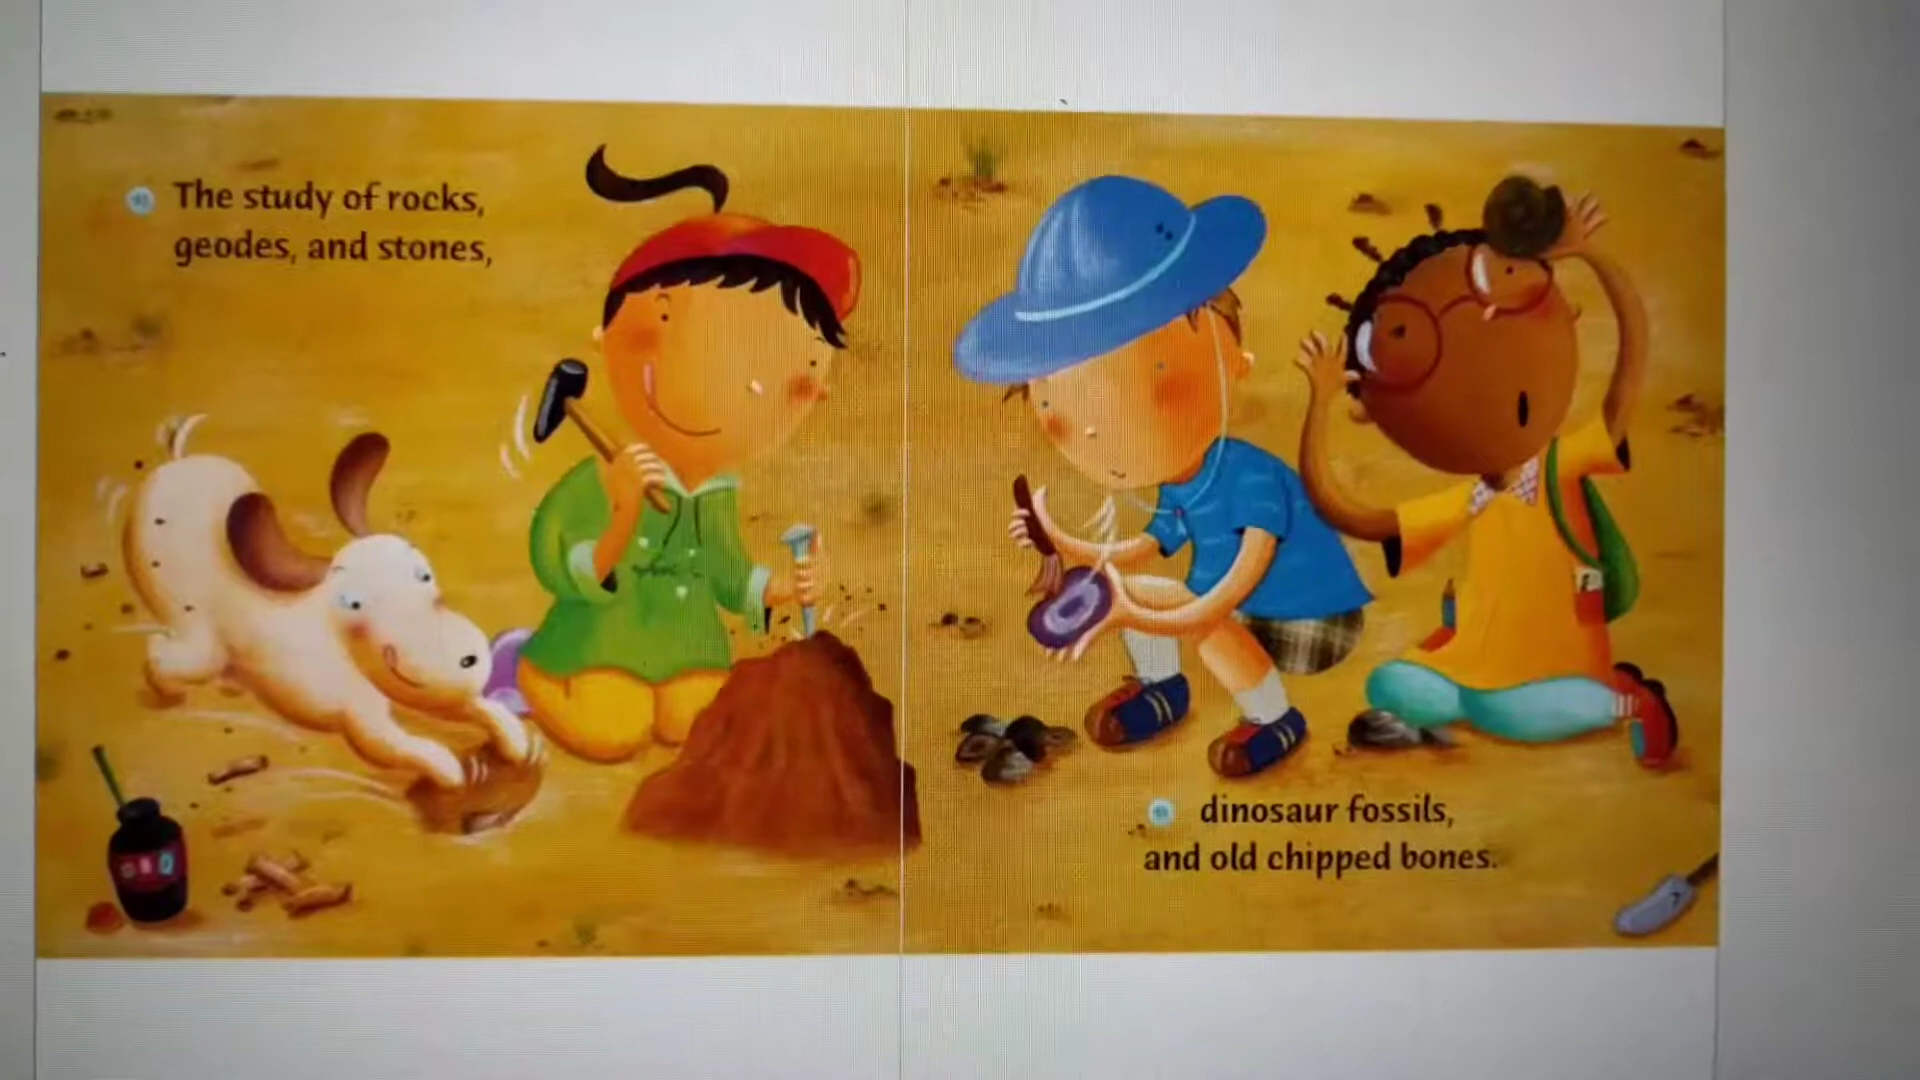 The study of rocks,
geodes, and stones,
dinosaur fossils,
and old chipped bones.